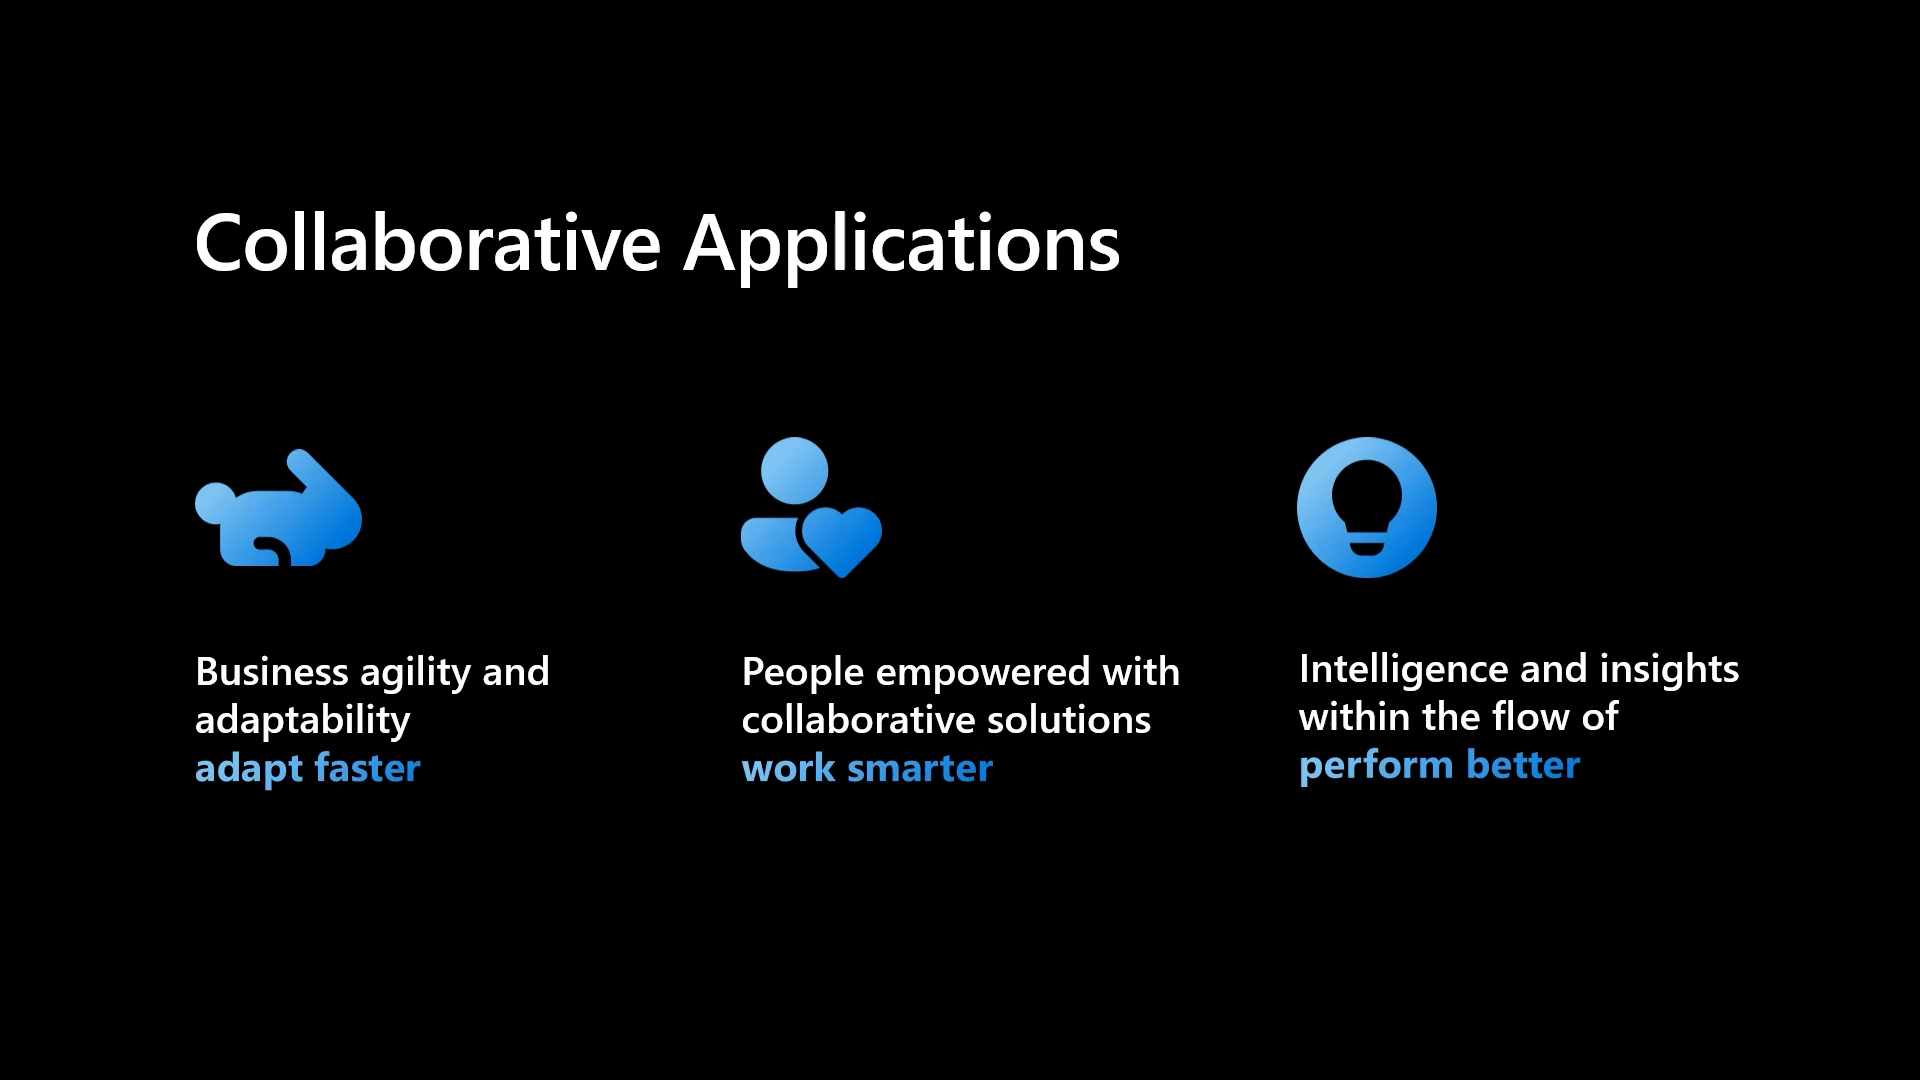 Collaborative Applications
Business agility and
adaptability
adapt faster
People empowered with
collaborative solutions
work smarter
Intelligence and insights
within the flow of
perform better